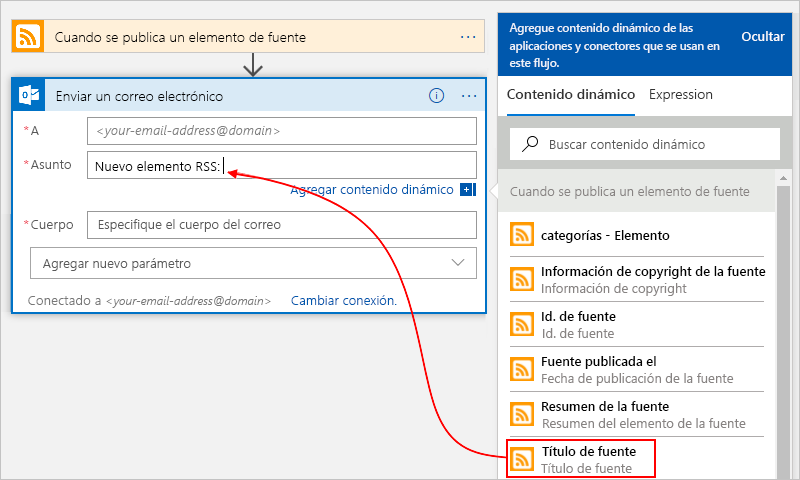 Cuando se publica un elemento de fuente
Enviar un correo electrónico
* A
<your-email-address@domain>
* Asunto
Nuevo elemento RSS:
Agregar contenido dinámico
* Cuerpo
Especifique el cuerpo del correo
Agregar nuevo parámetro
Conectado a <your-email-address@domain> Cambiar conexión.
Agregue contenido dinámico de las
aplicaciones y conectores que se usan en
este flujo.
Ocultar
Contenido dinámico Expression
Buscar contenido dinámico
Cuando se publica un elemento de fuente
categorías - Elemento
Información de copyright de la fuente
Información de copyright
Id. de fuente
Id. de fuente
Fuente publicada el
Fecha de publicación de la fuente
Resumen de la fuente
Resumen del elemento de la fuente
Título de fuente
Título de fuente